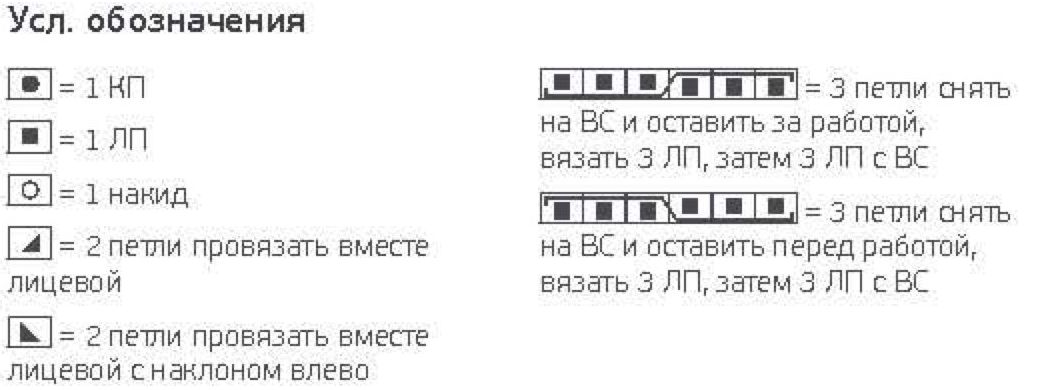 Усл. обозначения
= 1 КП
= 1 ЛП
= 1 накид
= 2 петли провязать вместе
лицевой
= 2 петли провязать вместе
лицевой с наклоном влево
= 3 петли снять
на ВС и оставить за работой,
вязать 3 ЛП, затем 3 ЛП с ВС
= 3 петли снять
на ВС и оставить перед работой,
вязать 3 ЛП, затем 3 ЛП с ВС